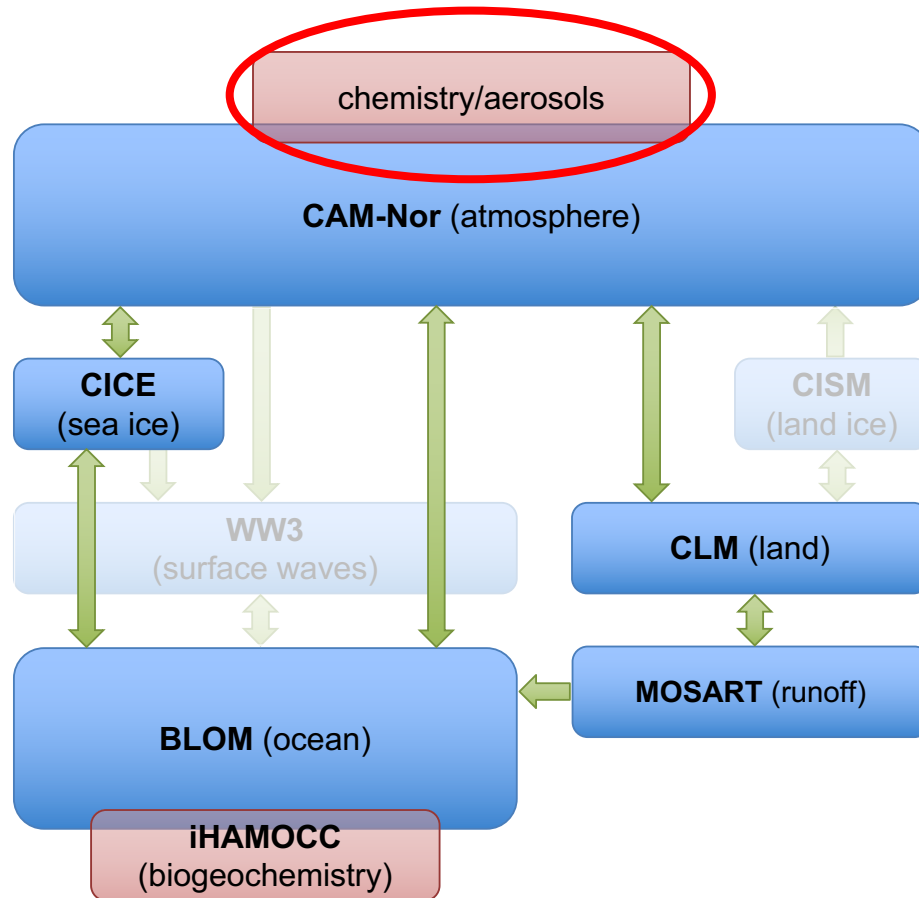 chemistry/aerosols
CAM-Nor (atmosphere)
CICE
(sea ice)
CISM
(land ice)
WW3
(surface waves)
CLM (land)
MOSART (runoff)
BLOM (ocean)
iHAMOCC
(biogeochemistry)